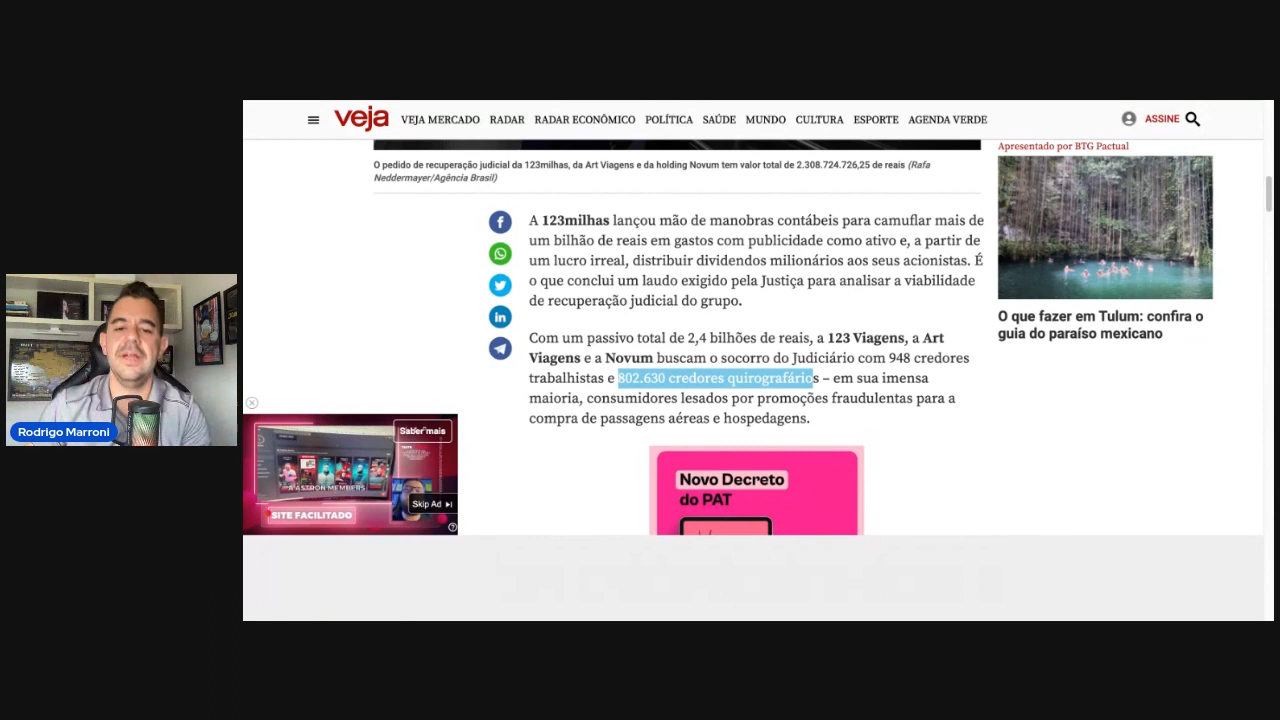 veja
VEJA MERCADO RADAR RADAR ECONÔMICO POLÍTICA SAÚDE MUNDO CULTURA ESPORTE AGENDA VERDE
ASSINE
O pedido de recuperação judicial da 123milhas, da Art Viagens e da holding Novum tem valor total de 2.308.724.726,25 de reais (Rafa
Neddermayer/Agência Brasil)
A 123milhas lançou mão de manobras contábeis para camuflar mais de
um bilhão de reais em gastos com publicidade como ativo e, a partir de
um lucro irreal, distribuir dividendos milionários aos seus acionistas. É
o que conclui um laudo exigido pela Justiça para analisar a viabilidade
de recuperação judicial do grupo.
Com um passivo total de 2,4 bilhões de reais, a 123 Viagens, a Art
Viagens e a Novum buscam o socorro do Judiciário com 948 credores
trabalhistas e 802.630 credores quirografários – em sua imensa
maioria, consumidores lesados por promoções fraudulentas para a
compra de passagens aéreas e hospedagens.
Apresentado por BTG Pactual
O que fazer em Tulum: confira o
guia do paraíso mexicano
Novo Decreto
do PAT
Saber mais
A ASTRON MEMBERS
Skip Ad
SITE FACILITADO
Rodrigo Marroni